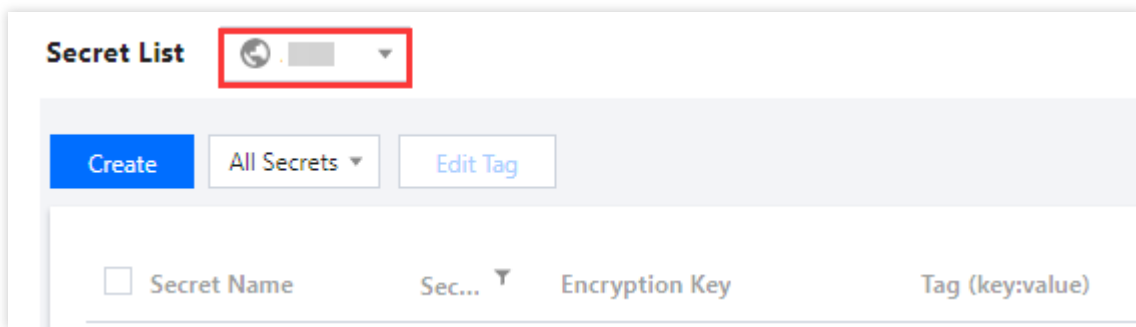 Secret List
Create All Secrets Edit Tag
Secret Name Sec... Encryption Key Tag (key:value)